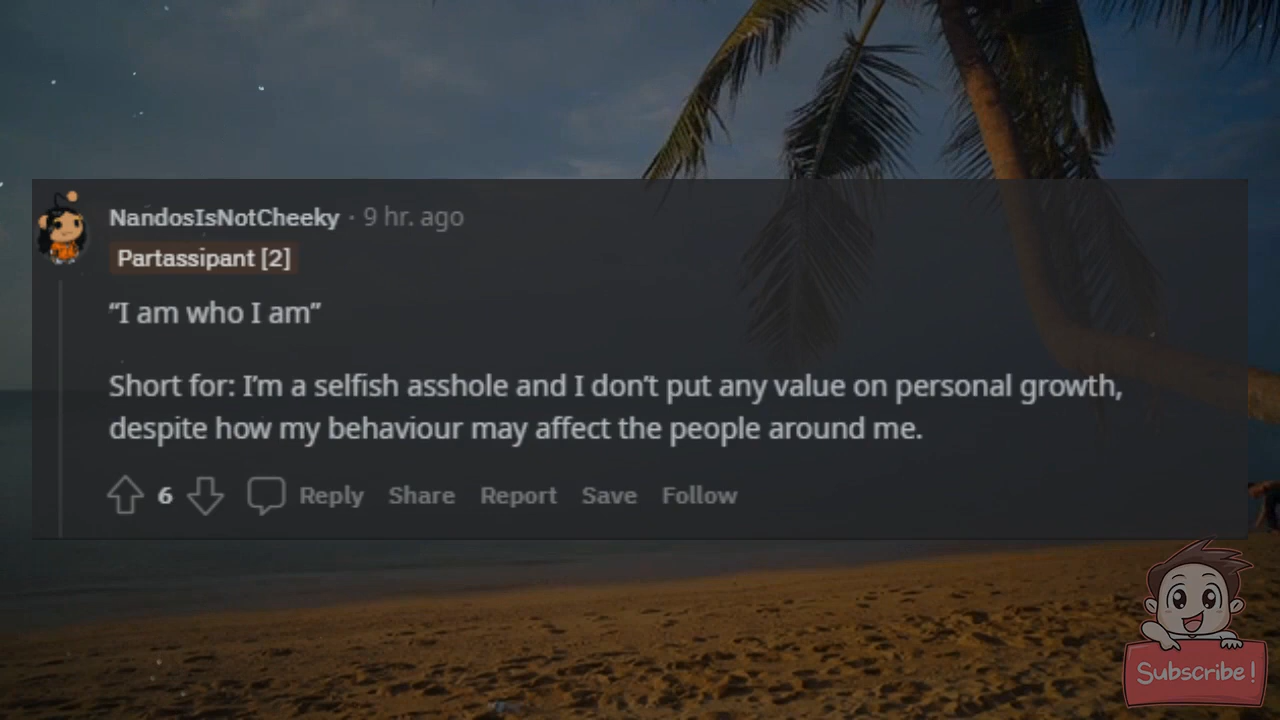 NandosIsNotCheeky · 9 hr. ago
Partassipant [2]
“I am who I am”
Short for: I’m a selfish asshole and I don’t put any value on personal growth,
despite how my behaviour may affect the people around me.
6 Reply Share Report Save Follow
Subscribe!